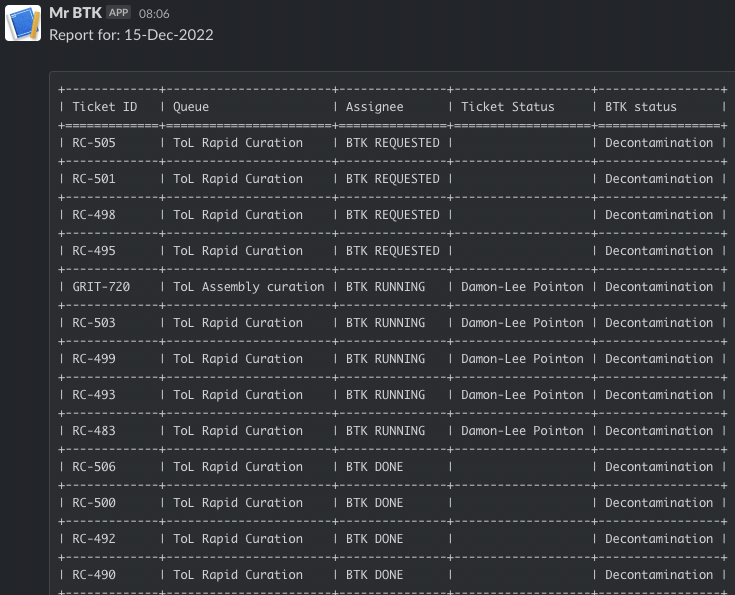 Mr BTK APP 08:06
Report for: 15-Dec-2022
+-------------+-----------------------+---------------+-------------------+-----------------+
| Ticket ID | Queue | Assignee | Ticket Status | BTK status |
+=============+=======================+===============+===================+=================+
| RC-505 | ToL Rapid Curation | BTK REQUESTED | | Decontamination |
| RC-501 | ToL Rapid Curation | BTK REQUESTED | | Decontamination |
| RC-498 | ToL Rapid Curation | BTK REQUESTED | | Decontamination |
| RC-495 | ToL Rapid Curation | BTK REQUESTED | | Decontamination |
| GRIT-720 | ToL Assembly curation | BTK RUNNING | Damon-Lee Pointon | Decontamination |
| RC-503 | ToL Rapid Curation | BTK RUNNING | Damon-Lee Pointon | Decontamination |
| RC-499 | ToL Rapid Curation | BTK RUNNING | Damon-Lee Pointon | Decontamination |
| RC-493 | ToL Rapid Curation | BTK RUNNING | Damon-Lee Pointon | Decontamination |
| RC-483 | ToL Rapid Curation | BTK RUNNING | Damon-Lee Pointon | Decontamination |
| RC-506 | ToL Rapid Curation | BTK DONE | | Decontamination |
| RC-500 | ToL Rapid Curation | BTK DONE | | Decontamination |
| RC-492 | ToL Rapid Curation | BTK DONE | | Decontamination |
| RC-490 | ToL Rapid Curation | BTK DONE | | Decontamination |